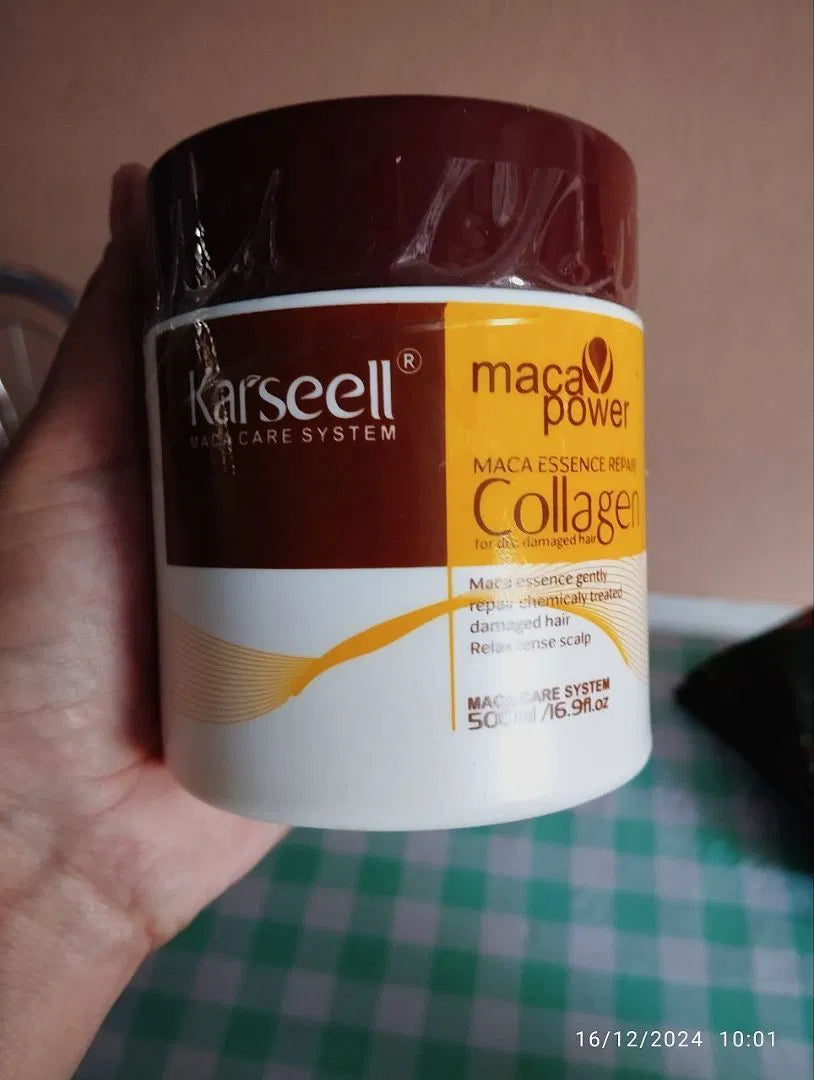 Karseell®
MACA CARE SYSTEM
maca
power
MACA ESSENCE REPAIR
Collagen
for dry, damaged hair
Maca essence gently
repair chemicaly treated
damaged hair
Relax tense scalp
MACA CARE SYSTEM
500ml /16.9fl.oz
16/12/2024 10:01